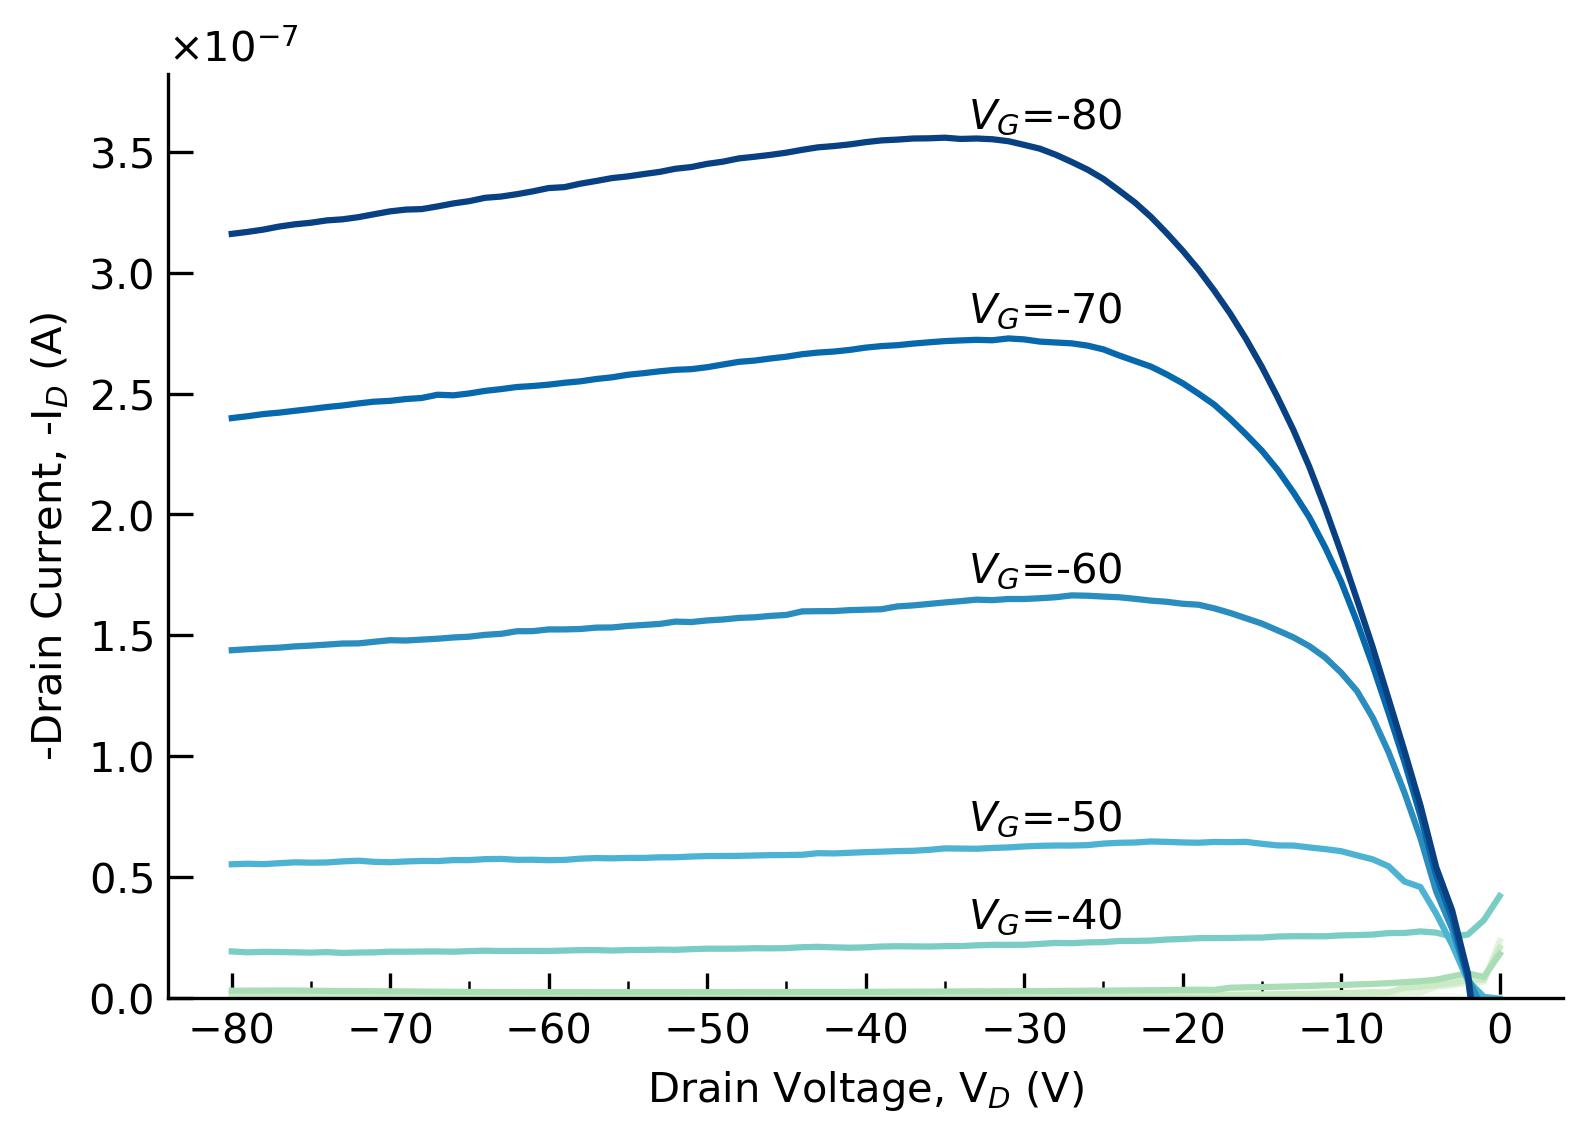 ×10⁻⁷
V_G=-80
3.5
3.0
V_G=-70
-Drain Current, -I_D (A)
2.5
2.0
V_G=-60
1.5
1.0
V_G=-50
0.5
V_G=-40
0.0
−80 −70 −60 −50 −40 −30 −20 −10 0
Drain Voltage, V_D (V)